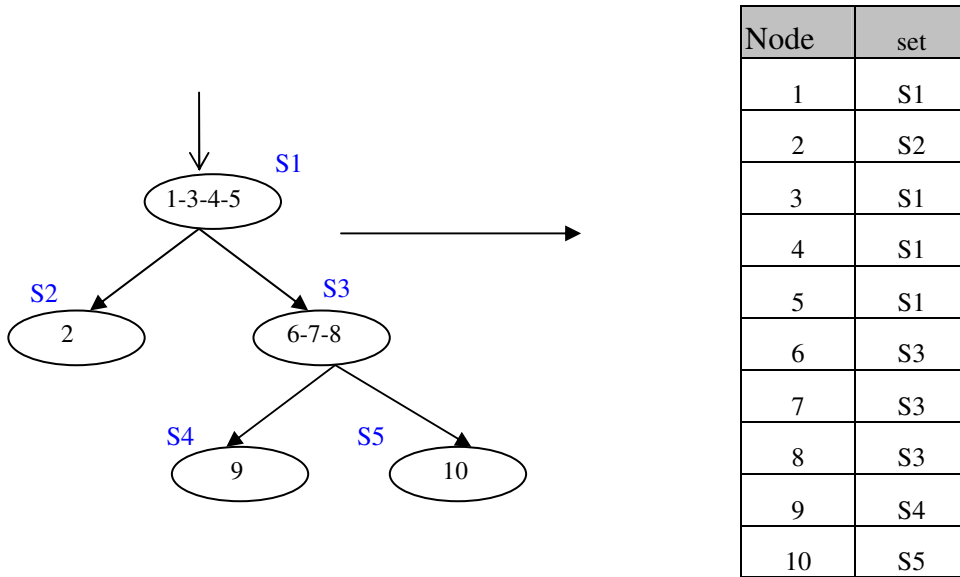 S1
1-3-4-5
S2
S3
2
6-7-8
S4
S5
9
10
Node set
1 S1
2 S2
3 S1
4 S1
5 S1
6 S3
7 S3
8 S3
9 S4
10 S5